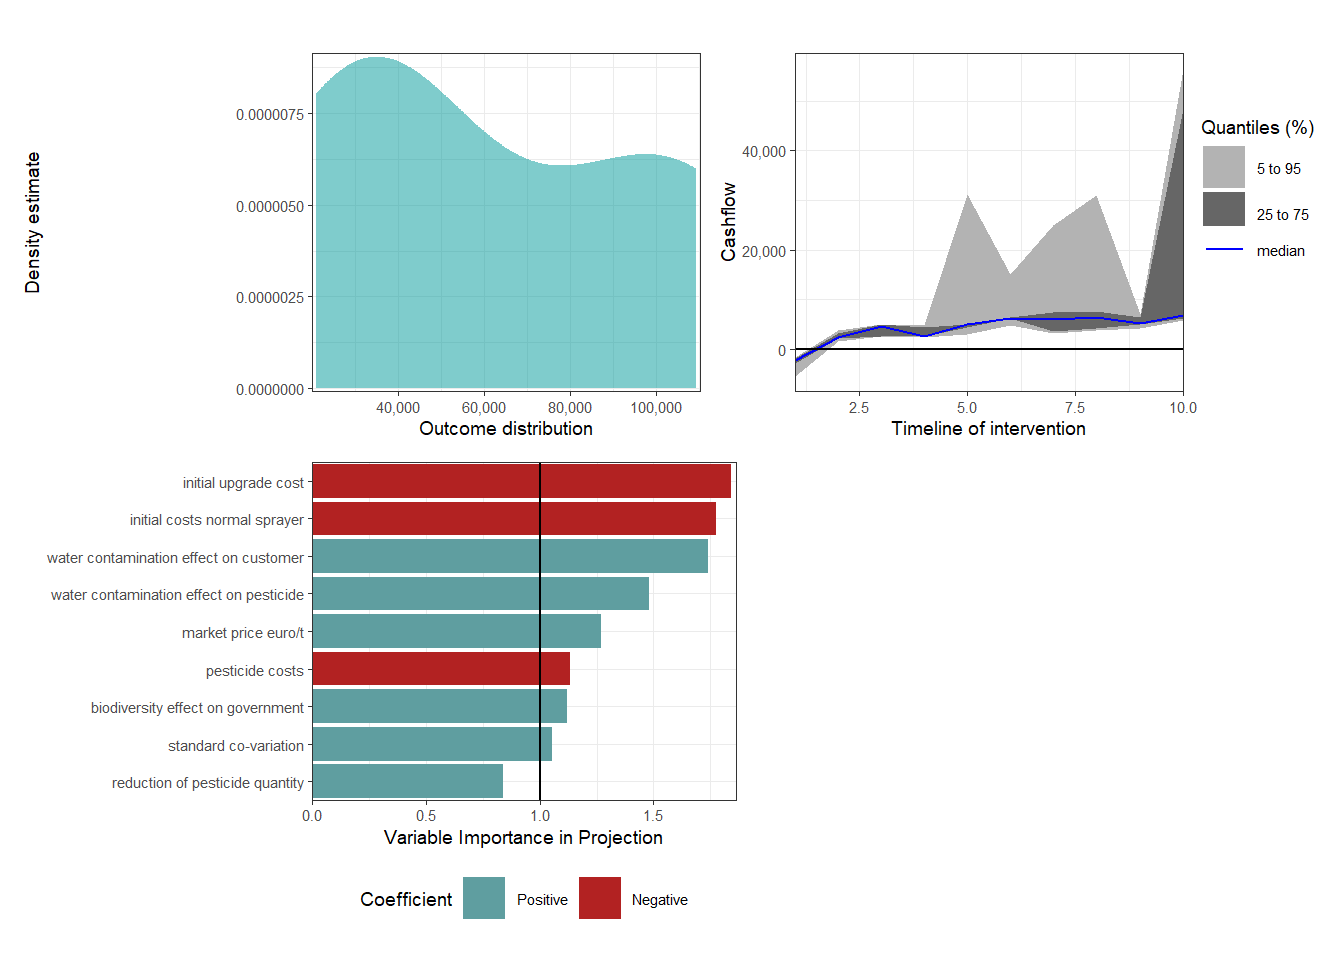 Density estimate
0.0000075
0.0000050
0.0000025
0.0000000
40,000 60,000 80,000 100,000
Outcome distribution
Cashflow
40,000
20,000
0
2.5 5.0 7.5 10.0
Timeline of intervention
Quantiles (%)
5 to 95
25 to 75
median
initial upgrade cost
initial costs normal sprayer
water contamination effect on customer
water contamination effect on pesticide
market price euro/t
pesticide costs
biodiversity effect on government
standard co-variation
reduction of pesticide quantity
0.0 0.5 1.0 1.5
Variable Importance in Projection
Coefficient Positive Negative